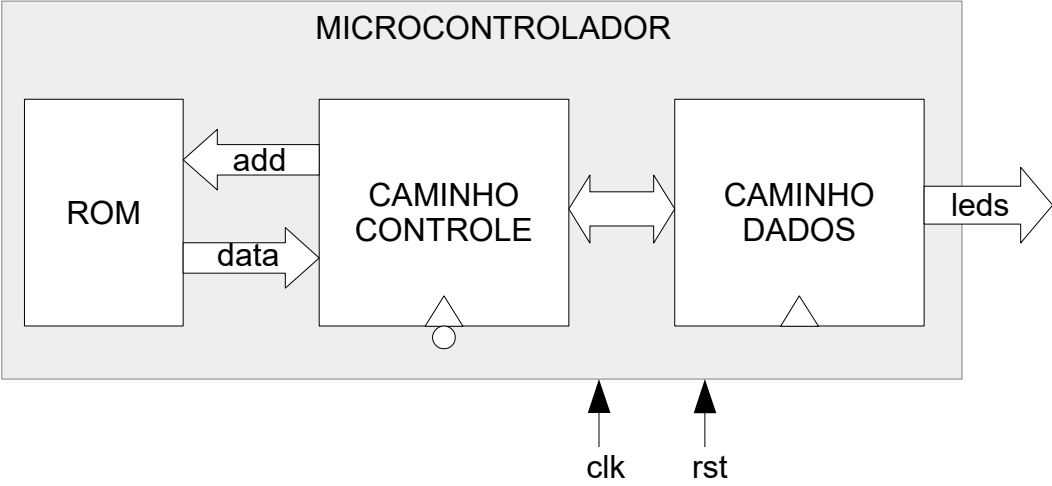 MICROCONTROLADOR
ROM
add
data
CAMINHO
CONTROLE
CAMINHO
DADOS
leds
clk
rst